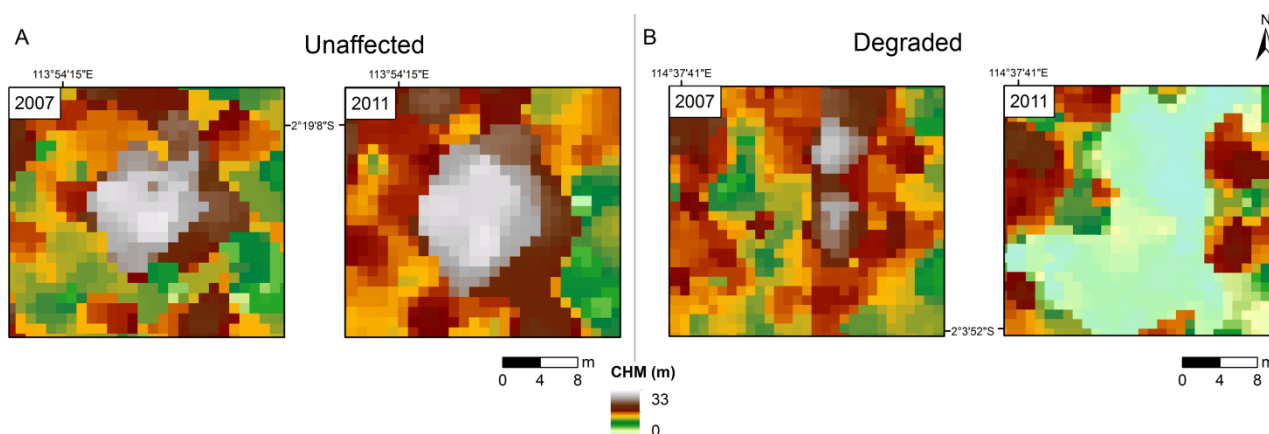 A
Unaffected
B
Degraded
N
113°54'15"E
113°54'15"E
114°37'41"E
114°37'41"E
2007
2011
2007
2011
2°19'8"S
2°3'52"S
m
0 4 8
m
0 4 8
CHM (m)
33
0